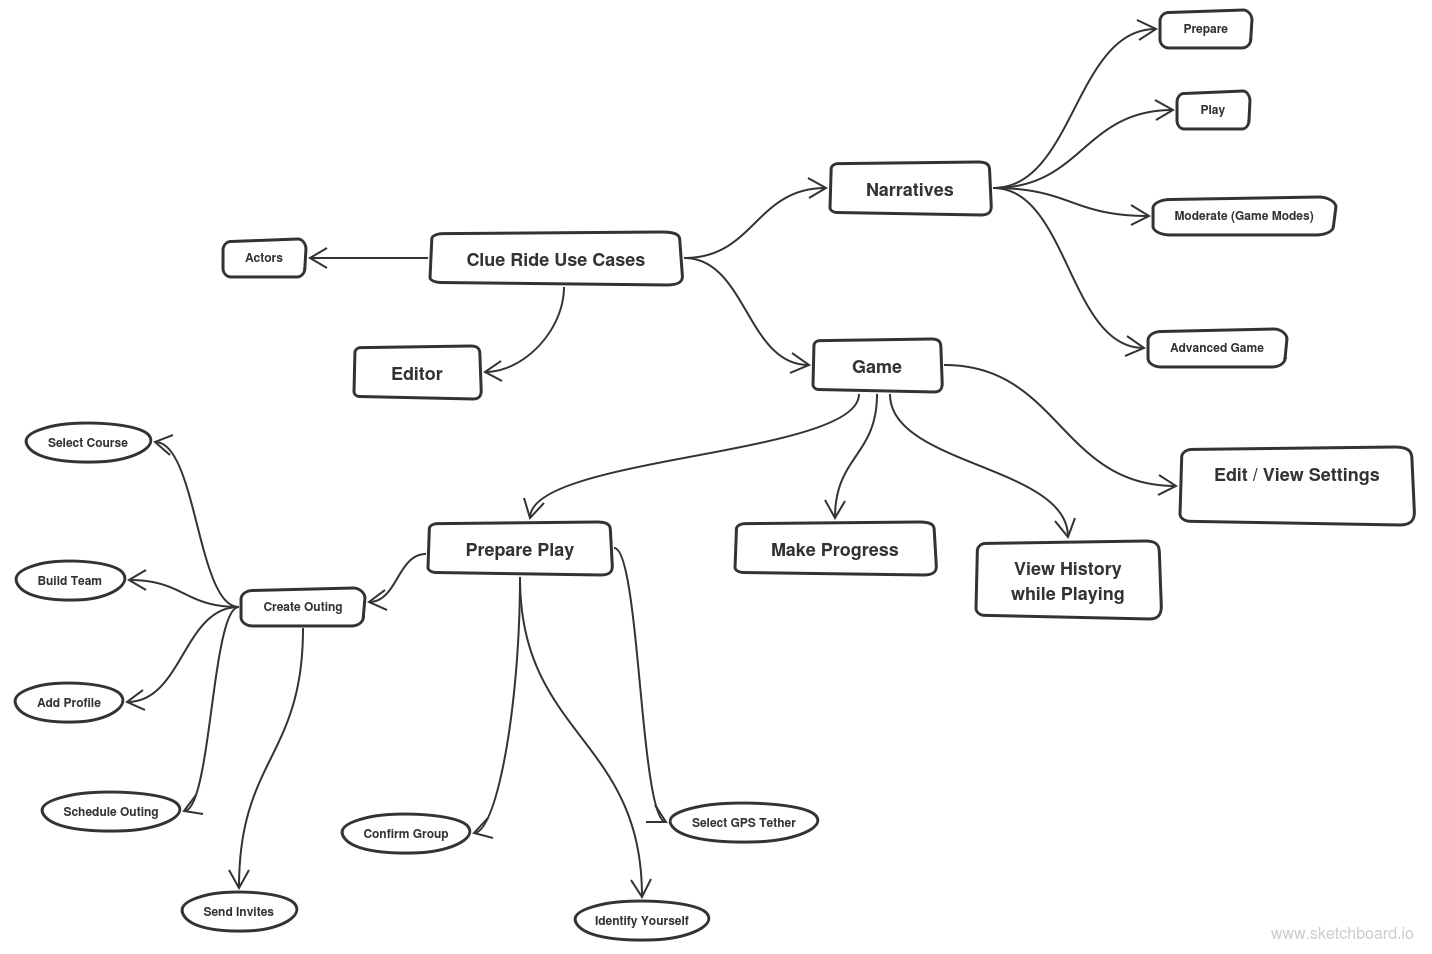 Prepare
Play
Narratives
Moderate (Game Modes)
Actors
Clue Ride Use Cases
Advanced Game
Editor
Game
Select Course
Edit / View Settings
Prepare Play
Make Progress
View History
while Playing
Build Team
Create Outing
Add Profile
Schedule Outing
Confirm Group
Select GPS Tether
Send Invites
Identify Yourself
www.sketchboard.io